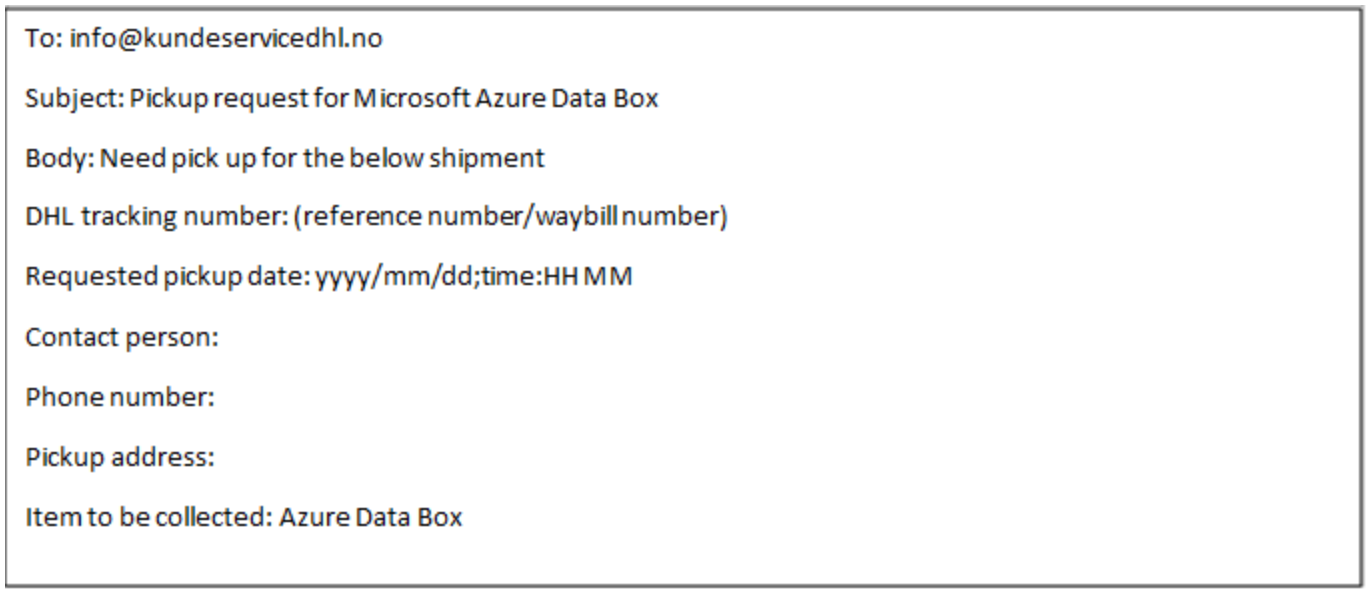 To: info@kundeservicedhl.no
Subject: Pickup request for Microsoft Azure Data Box
Body: Need pick up for the below shipment
DHL tracking number: (reference number/waybill number)
Requested pickup date: yyyy/mm/dd;time:HH MM
Contact person:
Phone number:
Pickup address:
Item to be collected: Azure Data Box